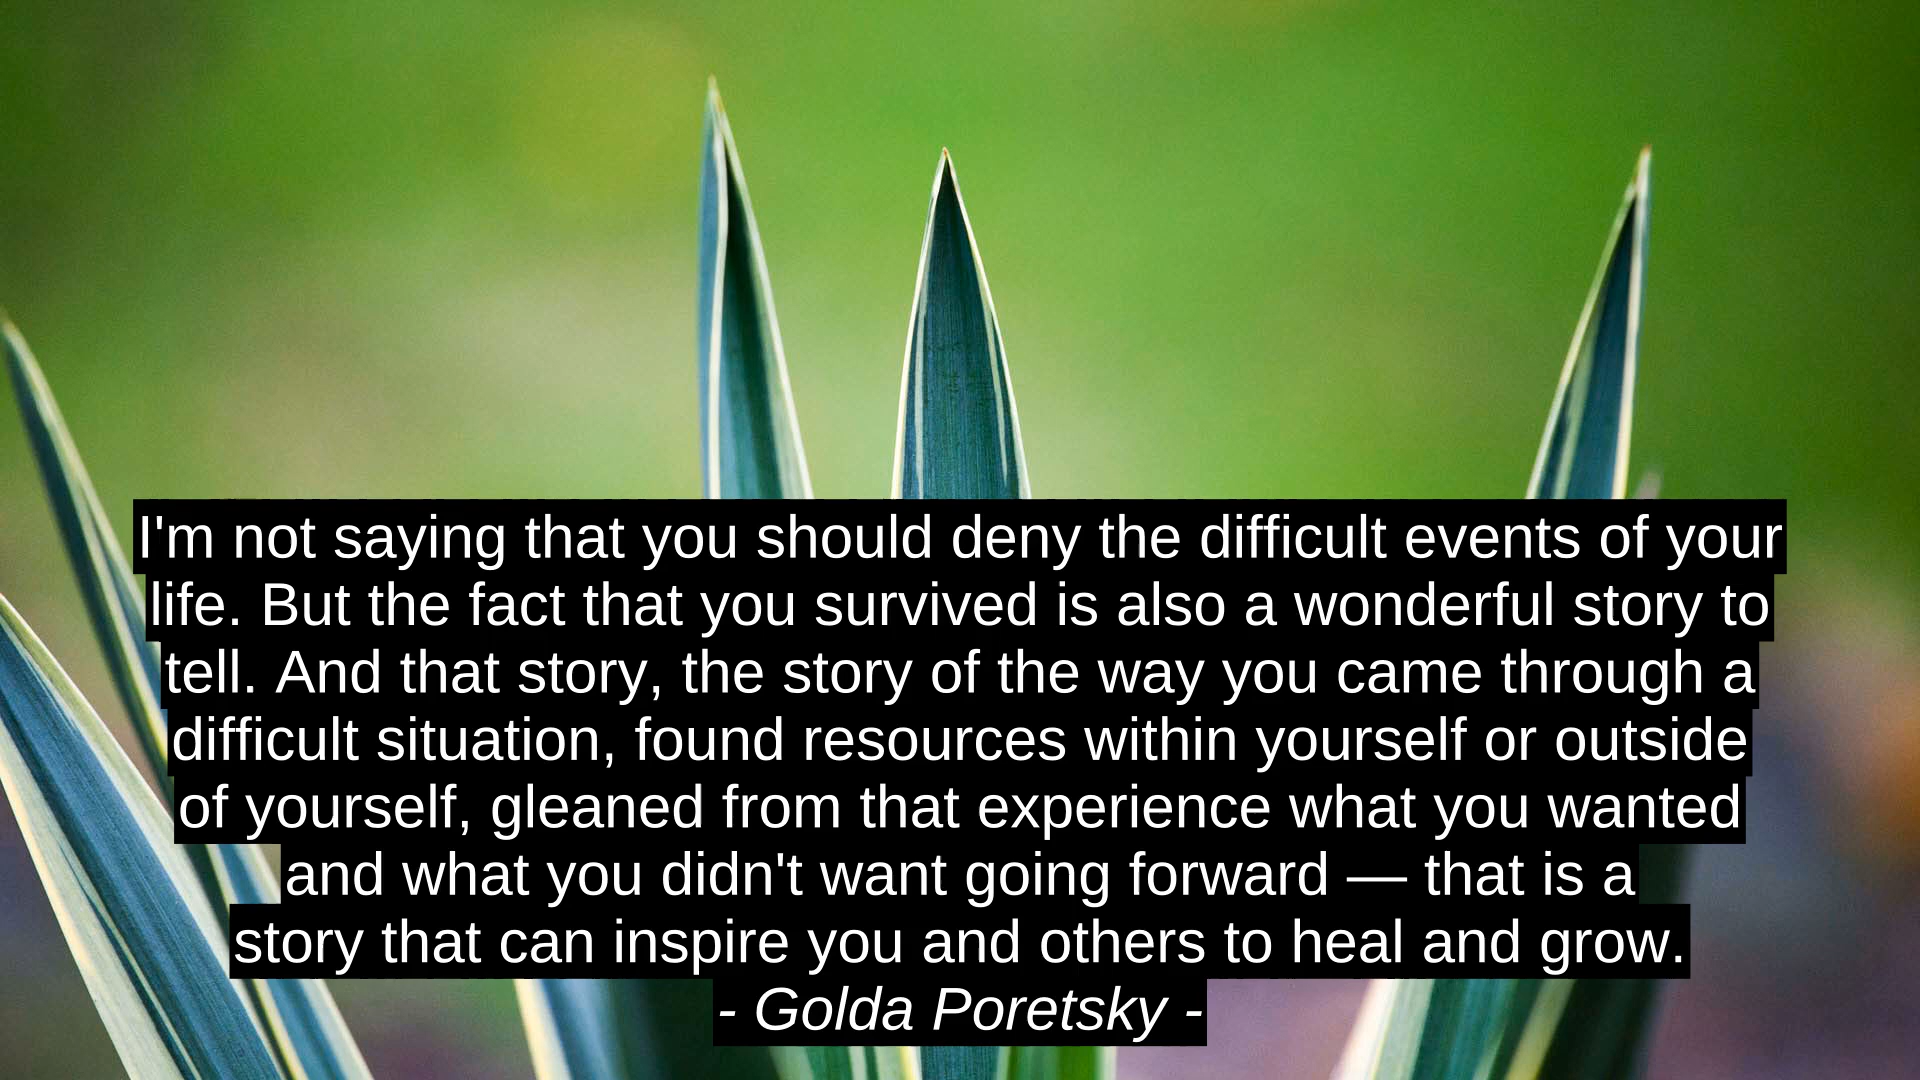 I'm not saying that you should deny the difficult events of your
life. But the fact that you survived is also a wonderful story to
tell. And that story, the story of the way you came through a
difficult situation, found resources within yourself or outside
of yourself, gleaned from that experience what you wanted
and what you didn't want going forward — that is a
story that can inspire you and others to heal and grow.
- Golda Poretsky -